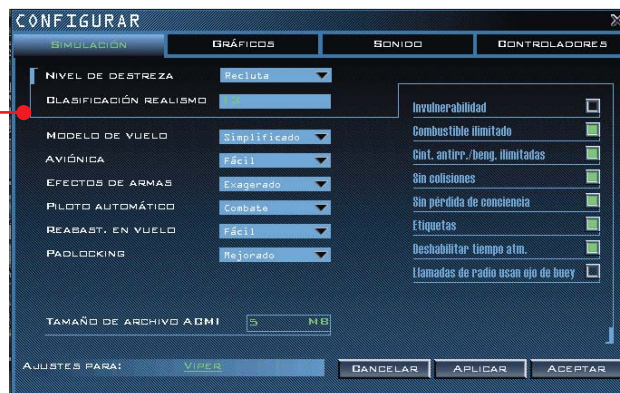 CONFIGURAR
SIMULACIÓN
GRÁFICOS
SONIDO
CONTROLADORES
NIVEL DE DESTREZA
Recluta
CLASIFICACIÓN REALISMO
MODELO DE VUELO
Simplificado
AVIÓNICA
Fácil
EFECTOS DE ARMAS
Exagerado
PILOTO AUTOMÁTICO
Combate
REABAST. EN VUELO
Fácil
PADLOCKING
Mejorado
Invulnerabilidad
Combustible ilimitado
Cint. antirr./beng. ilimitadas
Sin colisiones
Sin pérdida de conciencia
Etiquetas
Deshabilitar tiempo atm.
Llamadas de radio usan ojo de buey
TAMAÑO DE ARCHIVO ACMI 5 MB
AJUSTES PARA: VIPER
CANCELAR
APLICAR
ACEPTAR